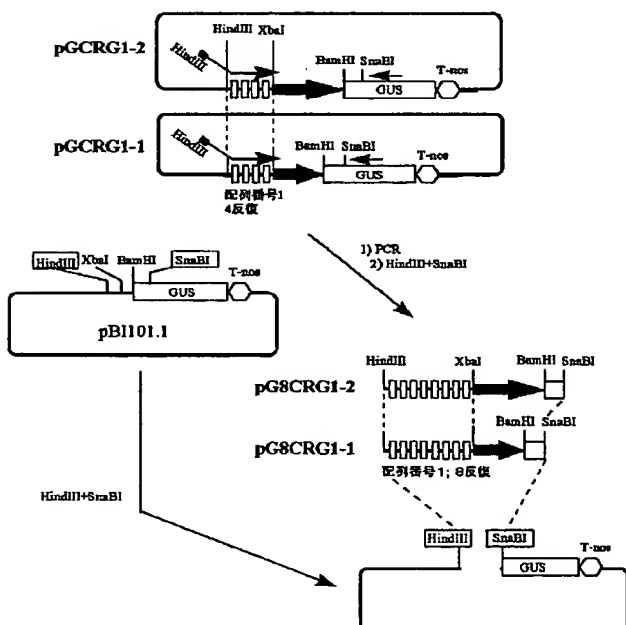 HindIII XbaI
pGCRG1-2
HindIII
BamHI SnaBI
T-nos
GUS
pGCRG1-1
HindIII
BamHI SnaBI
T-nos
GUS
配列番号1
4反復
1) PCR
2) HindIII+SnaBI
HindIII XbaI BamHI SnaBI
T-nos
GUS
pBI101.1
HindIII XbaI BamHI SnaBI
pG8CRG1-2
BamHI SnaBI
pG8CRG1-1
配列番号1; 8反復
HindIII+SnaBI
HindIII SnaBI
T-nos
GUS